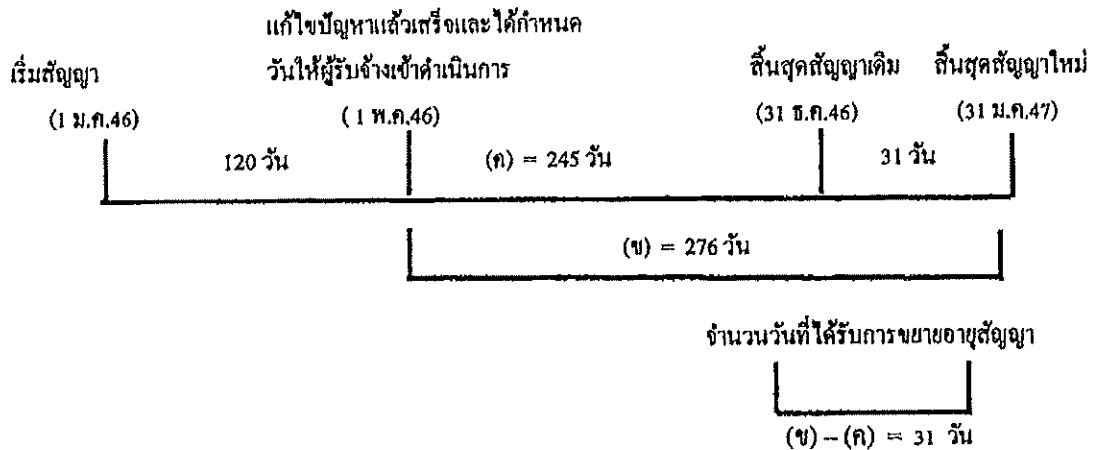 แก้ไขปัญหาแล้วเสร็จและได้กำหนด
เริ่มสัญญา วันให้ผู้รับจ้างเข้าดำเนินการ สิ้นสุดสัญญาเดิม สิ้นสุดสัญญาใหม่
(1 ม.ค.46) (1 พ.ค.46) (31 ธ.ค.46) (31 ม.ค.47)
120 วัน (ค) = 245 วัน 31 วัน
(ข) = 276 วัน
จำนวนวันที่ได้รับการขยายอายุสัญญา
(ข) – (ค) = 31 วัน